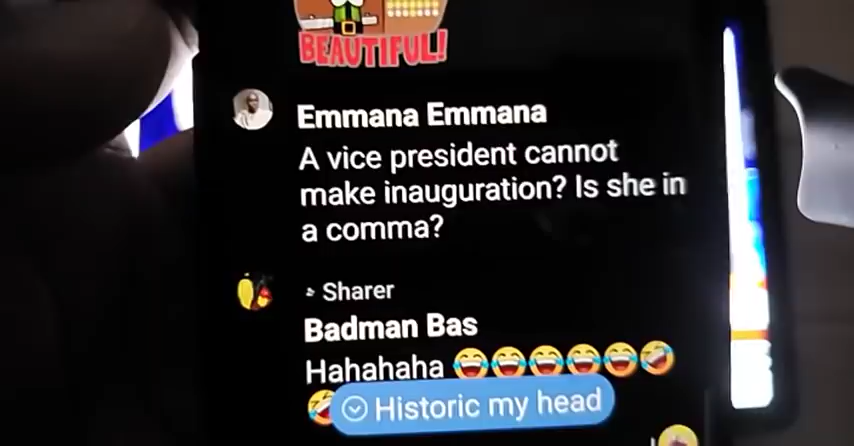 BEAUTIFUL!
Emmana Emmana
A vice president cannot
make inauguration? Is she in
a comma?
Sharer
Badman Bas
Hahahaha 😂😂😂😂😂🤣
🤣
Historic my head